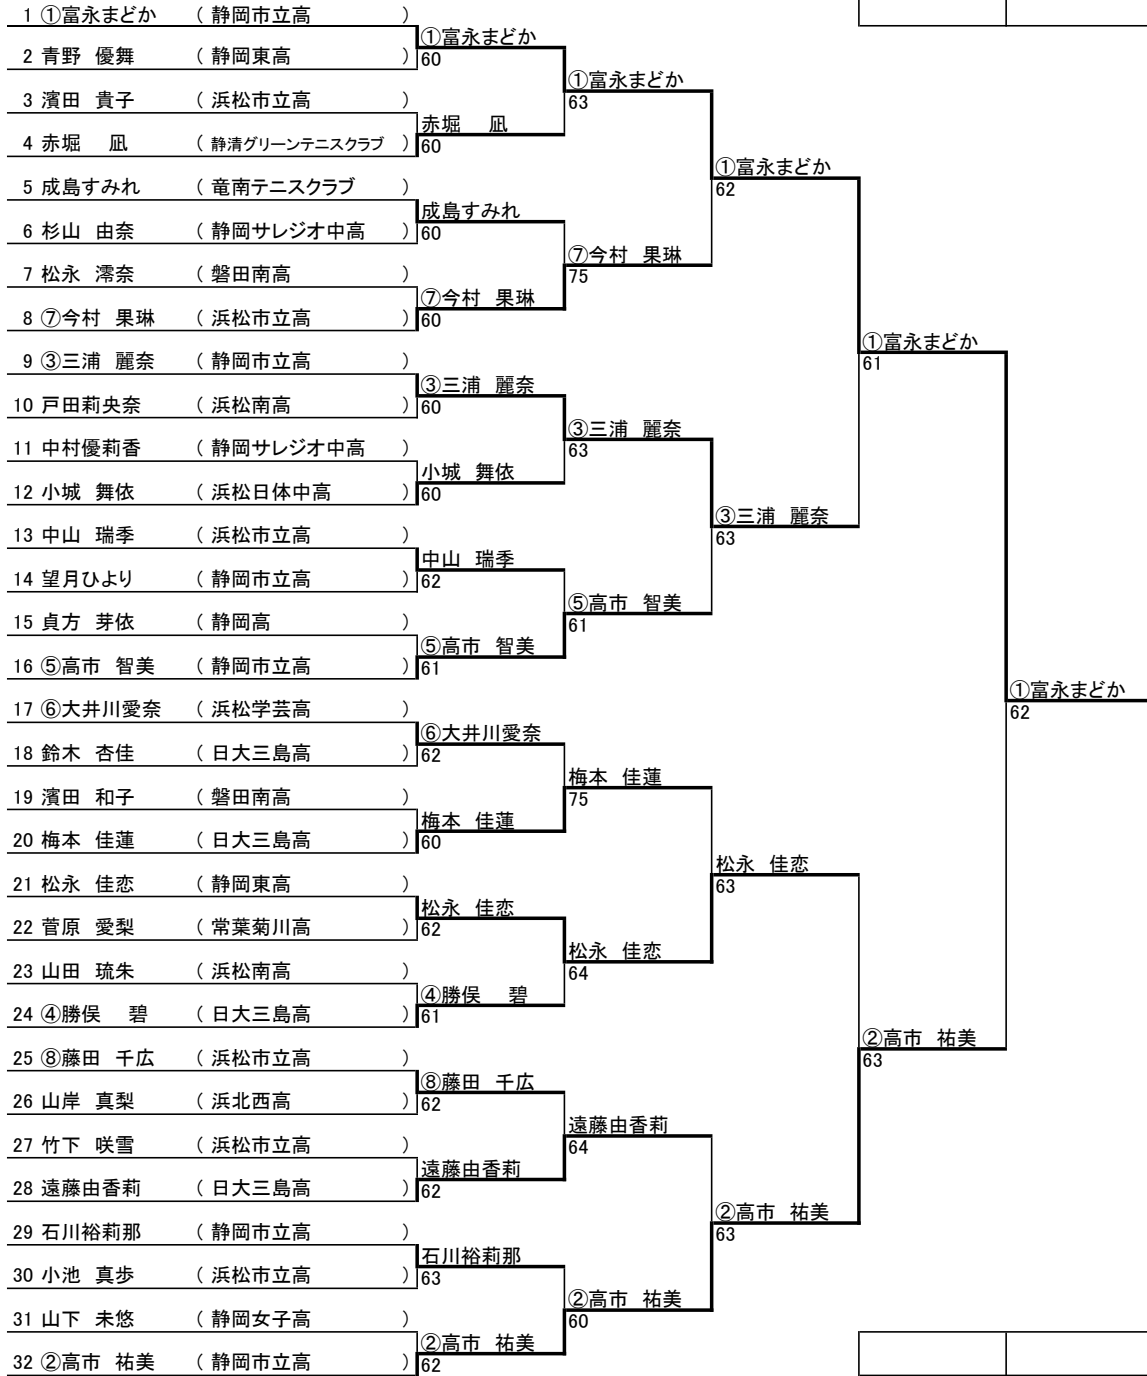 1 ①富永まどか （ 静岡市立高 ）
①富永まどか
2 青野 優舞 （ 静岡東高 ） 60
①富永まどか
3 濱田 貴子 （ 浜松市立高 ） 63
赤堀 凪
4 赤堀 凪 （ 静清グリーンテニスクラブ ） 60
①富永まどか
5 成島すみれ （ 竜南テニスクラブ ） 62
成島すみれ
6 杉山 由奈 （ 静岡サレジオ中高 ） 60
⑦今村 果琳
7 松永 澪奈 （ 磐田南高 ） 75
⑦今村 果琳
8 ⑦今村 果琳 （ 浜松市立高 ） 60
①富永まどか
9 ③三浦 麗奈 （ 静岡市立高 ） 61
③三浦 麗奈
10 戸田莉央奈 （ 浜松南高 ） 60
③三浦 麗奈
11 中村優莉香 （ 静岡サレジオ中高 ） 63
小城 舞依
12 小城 舞依 （ 浜松日体中高 ） 60
③三浦 麗奈
13 中山 瑞季 （ 浜松市立高 ） 63
中山 瑞季
14 望月ひより （ 静岡市立高 ） 62
⑤高市 智美
15 貞方 芽依 （ 静岡高 ） 61
⑤高市 智美
16 ⑤高市 智美 （ 静岡市立高 ） 61
①富永まどか
17 ⑥大井川愛奈 （ 浜松学芸高 ） 62
⑥大井川愛奈
18 鈴木 杏佳 （ 日大三島高 ） 62
梅本 佳蓮
19 濱田 和子 （ 磐田南高 ） 75
梅本 佳蓮
20 梅本 佳蓮 （ 日大三島高 ） 60
松永 佳恋
21 松永 佳恋 （ 静岡東高 ） 63
松永 佳恋
22 菅原 愛梨 （ 常葉菊川高 ） 62
松永 佳恋
23 山田 琉朱 （ 浜松南高 ） 64
④勝俣 碧
24 ④勝俣 碧 （ 日大三島高 ） 61
②高市 祐美
25 ⑧藤田 千広 （ 浜松市立高 ） 63
⑧藤田 千広
26 山岸 真梨 （ 浜北西高 ） 62
遠藤由香莉
27 竹下 咲雪 （ 浜松市立高 ） 64
遠藤由香莉
28 遠藤由香莉 （ 日大三島高 ） 62
②高市 祐美
29 石川裕莉那 （ 静岡市立高 ） 63
石川裕莉那
30 小池 真歩 （ 浜松市立高 ） 63
②高市 祐美
31 山下 未悠 （ 静岡女子高 ） 60
②高市 祐美
32 ②高市 祐美 （ 静岡市立高 ） 62